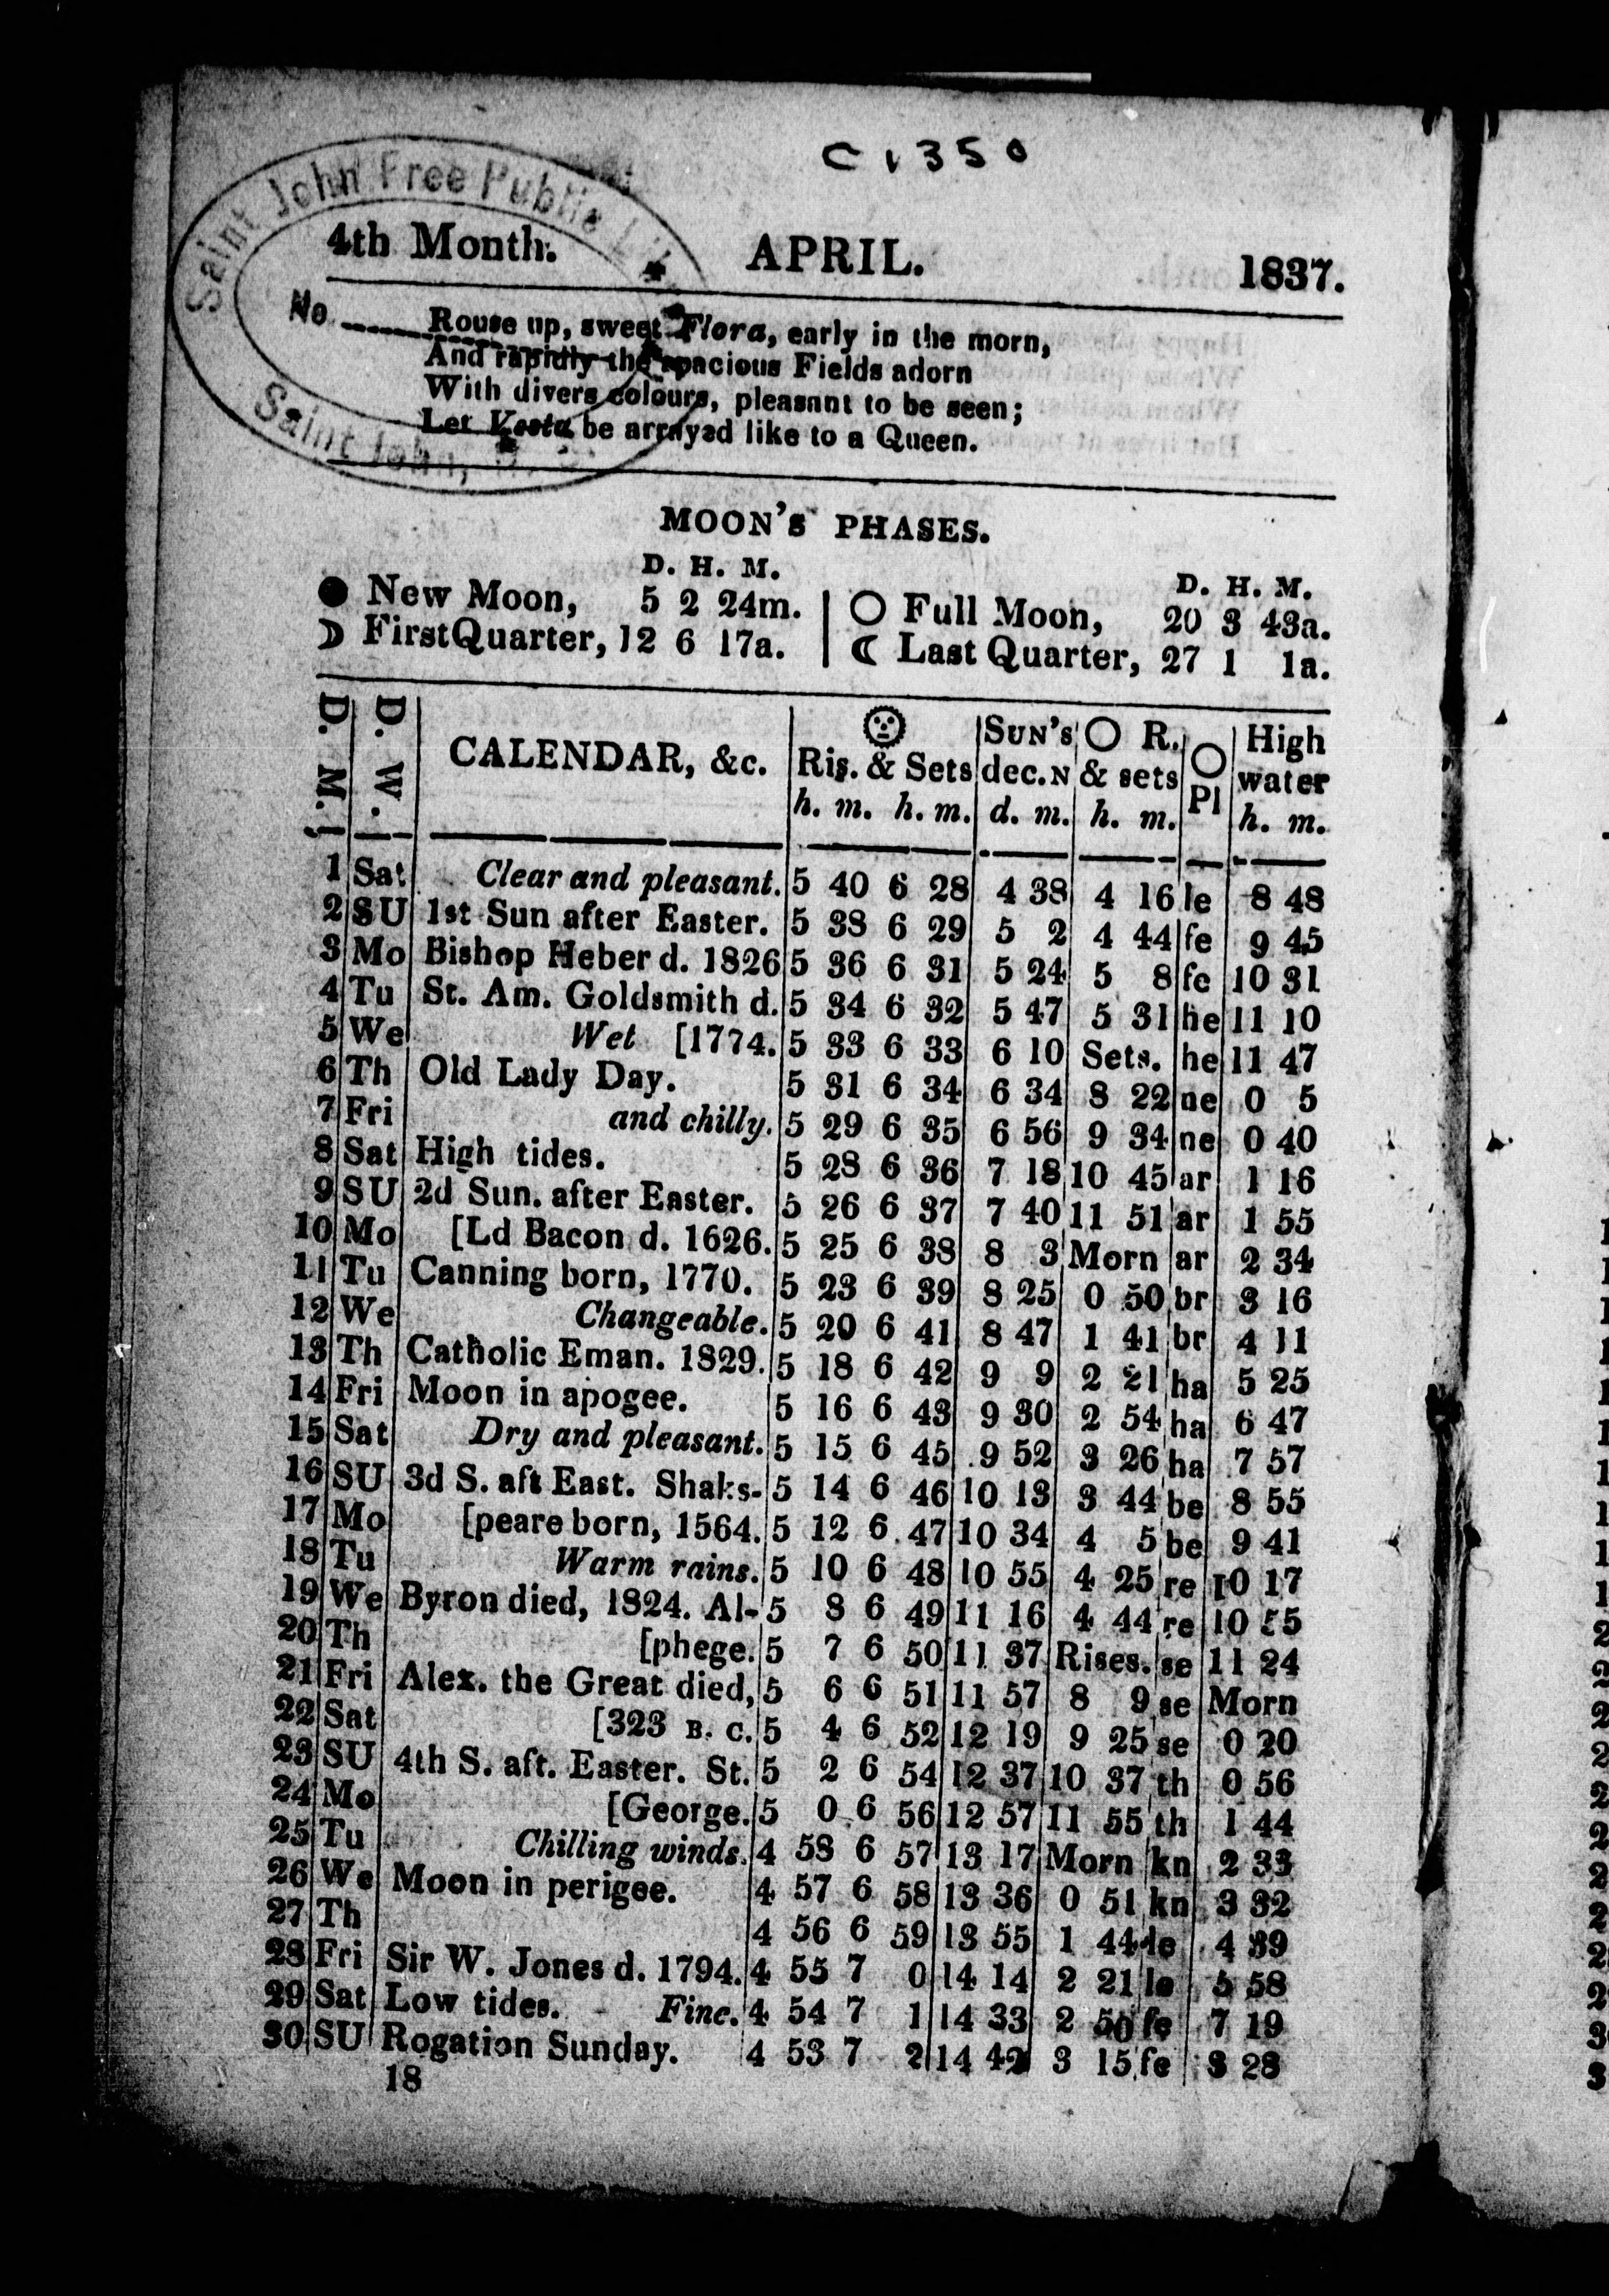 C 1350
Saint John Free Public
4th Month. APRIL. 1837.
No.
Rouse up, sweet Flora, early in the morn,
And rapidly the spacious Fields adorn
With divers colours, pleasant to be seen;
Let Vesta be arrayed like to a Queen.
Saint John,
MOON'S PHASES.
D. H. M. D. H. M.
● New Moon, 5 2 24m. ○ Full Moon, 20 3 43a.
☽ FirstQuarter, 12 6 17a. ☾ Last Quarter, 27 1 1a.
D. M. D. W. CALENDAR, &c. Ris. & Sets h. m. h. m. SUN'S dec. N d. m. ○ R. & sets h. m. ○ Pl High water h. m.
1 Sat Clear and pleasant. 5 40 6 28 4 38 4 16 le 8 48
2 SU 1st Sun after Easter. 5 38 6 29 5 2 4 44 fe 9 45
3 Mo Bishop Heber d. 1826 5 36 6 31 5 24 5 8 fe 10 31
4 Tu St. Am. Goldsmith d. 5 34 6 32 5 47 5 31 he 11 10
5 We Wet [1774. 5 33 6 33 6 10 Sets. he 11 47
6 Th Old Lady Day. 5 31 6 34 6 34 8 22 ne 0 5
7 Fri and chilly. 5 29 6 35 6 56 9 34 ne 0 40
8 Sat High tides. 5 28 6 36 7 18 10 45 ar 1 16
9 SU 2d Sun. after Easter. 5 26 6 37 7 40 11 51 ar 1 55
10 Mo [Ld Bacon d. 1626. 5 25 6 38 8 3 Morn ar 2 34
11 Tu Canning born, 1770. 5 23 6 39 8 25 0 50 br 3 16
12 We Changeable. 5 20 6 41 8 47 1 41 br 4 11
13 Th Catholic Eman. 1829. 5 18 6 42 9 9 2 21 ha 5 25
14 Fri Moon in apogee. 5 16 6 43 9 30 2 54 ha 6 47
15 Sat Dry and pleasant. 5 15 6 45 9 52 3 26 ha 7 57
16 SU 3d S. aft East. Shaks- 5 14 6 46 10 13 3 44 be 8 55
17 Mo [peare born, 1564. 5 12 6 47 10 34 4 5 be 9 41
18 Tu Warm rains. 5 10 6 48 10 55 4 25 re 10 17
19 We Byron died, 1824. Al- 5 8 6 49 11 16 4 44 re 10 55
20 Th [phege. 5 7 6 50 11 37 Rises. se 11 24
21 Fri Alex. the Great died, 5 6 6 51 11 57 8 9 se Morn
22 Sat [323 B. C. 5 4 6 52 12 19 9 25 se 0 20
23 SU 4th S. aft. Easter. St. 5 2 6 54 12 37 10 37 th 0 56
24 Mo [George. 5 0 6 56 12 57 11 55 th 1 44
25 Tu Chilling winds. 4 58 6 57 13 17 Morn kn 2 33
26 We Moon in perigee. 4 57 6 58 13 36 0 51 kn 3 32
27 Th 4 56 6 59 13 55 1 44 le 4 39
28 Fri Sir W. Jones d. 1794. 4 55 7 0 14 14 2 21 le 5 58
29 Sat Low tides. Fine. 4 54 7 1 14 33 2 50 fe 7 19
30 SU Rogation Sunday. 4 53 7 2 14 42 3 15 fe 8 28
18